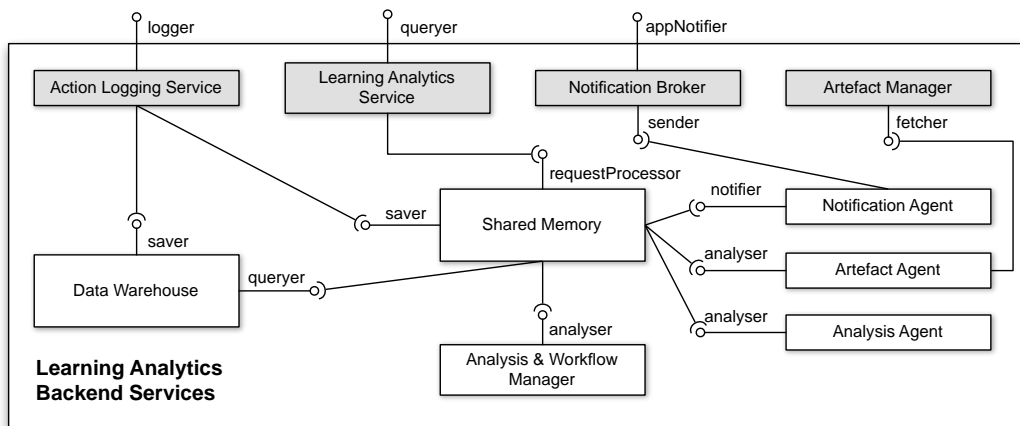 logger
queryer
appNotifier
Action Logging Service
Learning Analytics
Service
Notification Broker
Artefact Manager
sender
fetcher
requestProcessor
notifier
saver
Shared Memory
Notification Agent
saver
analyser
queryer
Data Warehouse
Artefact Agent
analyser
analyser
Analysis Agent
Analysis & Workflow
Manager
Learning Analytics
Backend Services